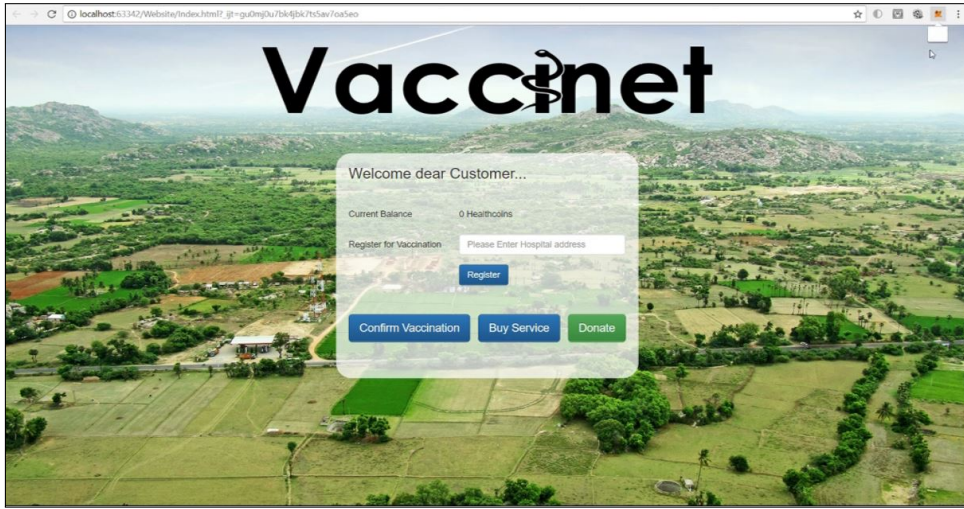 localhost:63342/Website/Index.html?_ijt=gu0mj0u7bk4jbk7ts5av7oa5eo
Vaccinet
Welcome dear Customer...
Current Balance 0 Healthcoins
Register for Vaccination Please Enter Hospital address
Register
Confirm Vaccination Buy Service Donate